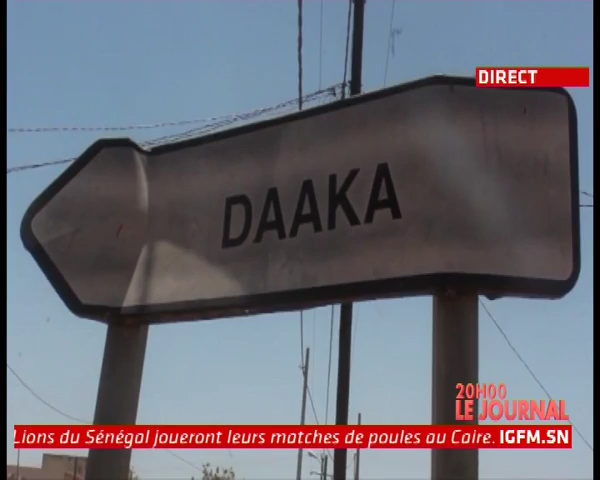 DIRECT
DAAKA
20H00
LE JOURNAL
Lions du Sénégal joueront leurs matches de poules au Caire. IGFM.SN